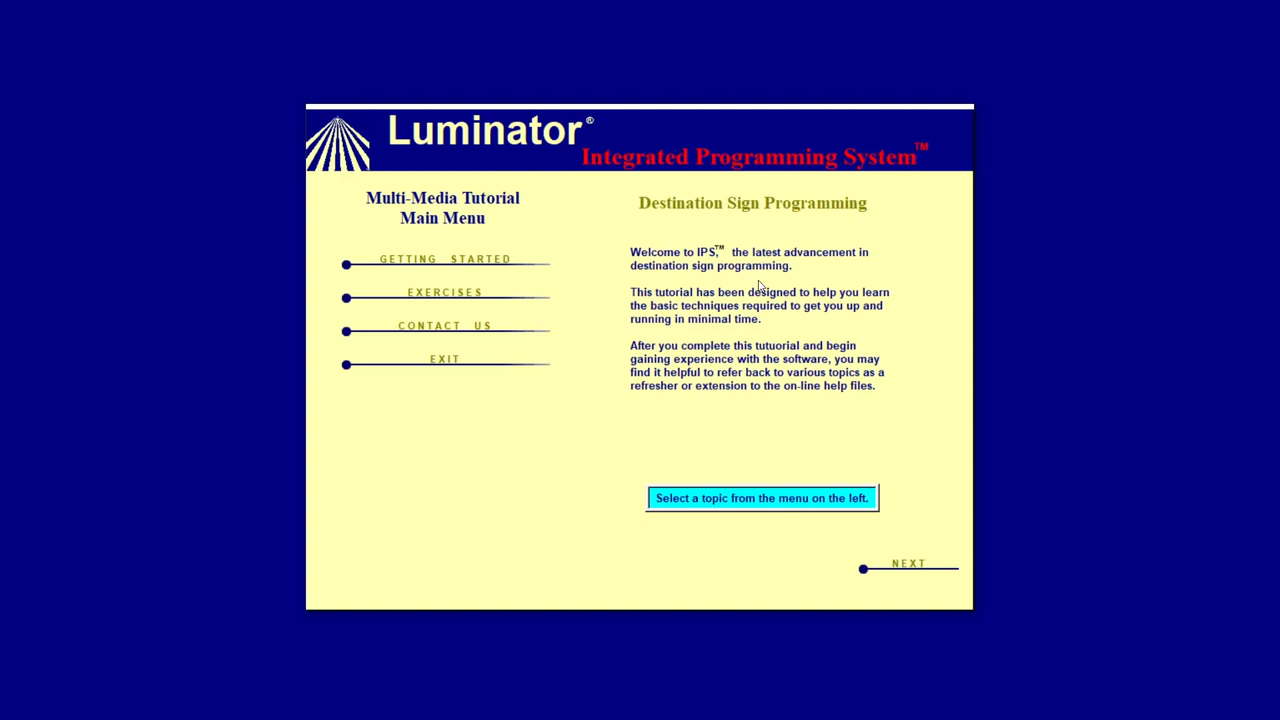 Luminator®
Integrated Programming System™
Multi-Media Tutorial
Main Menu
GETTING STARTED
EXERCISES
CONTACT US
EXIT
Destination Sign Programming
Welcome to IPS,™ the latest advancement in
destination sign programming.
This tutorial has been designed to help you learn
the basic techniques required to get you up and
running in minimal time.
After you complete this tutuorial and begin
gaining experience with the software, you may
find it helpful to refer back to various topics as a
refresher or extension to the on-line help files.
Select a topic from the menu on the left.
NEXT